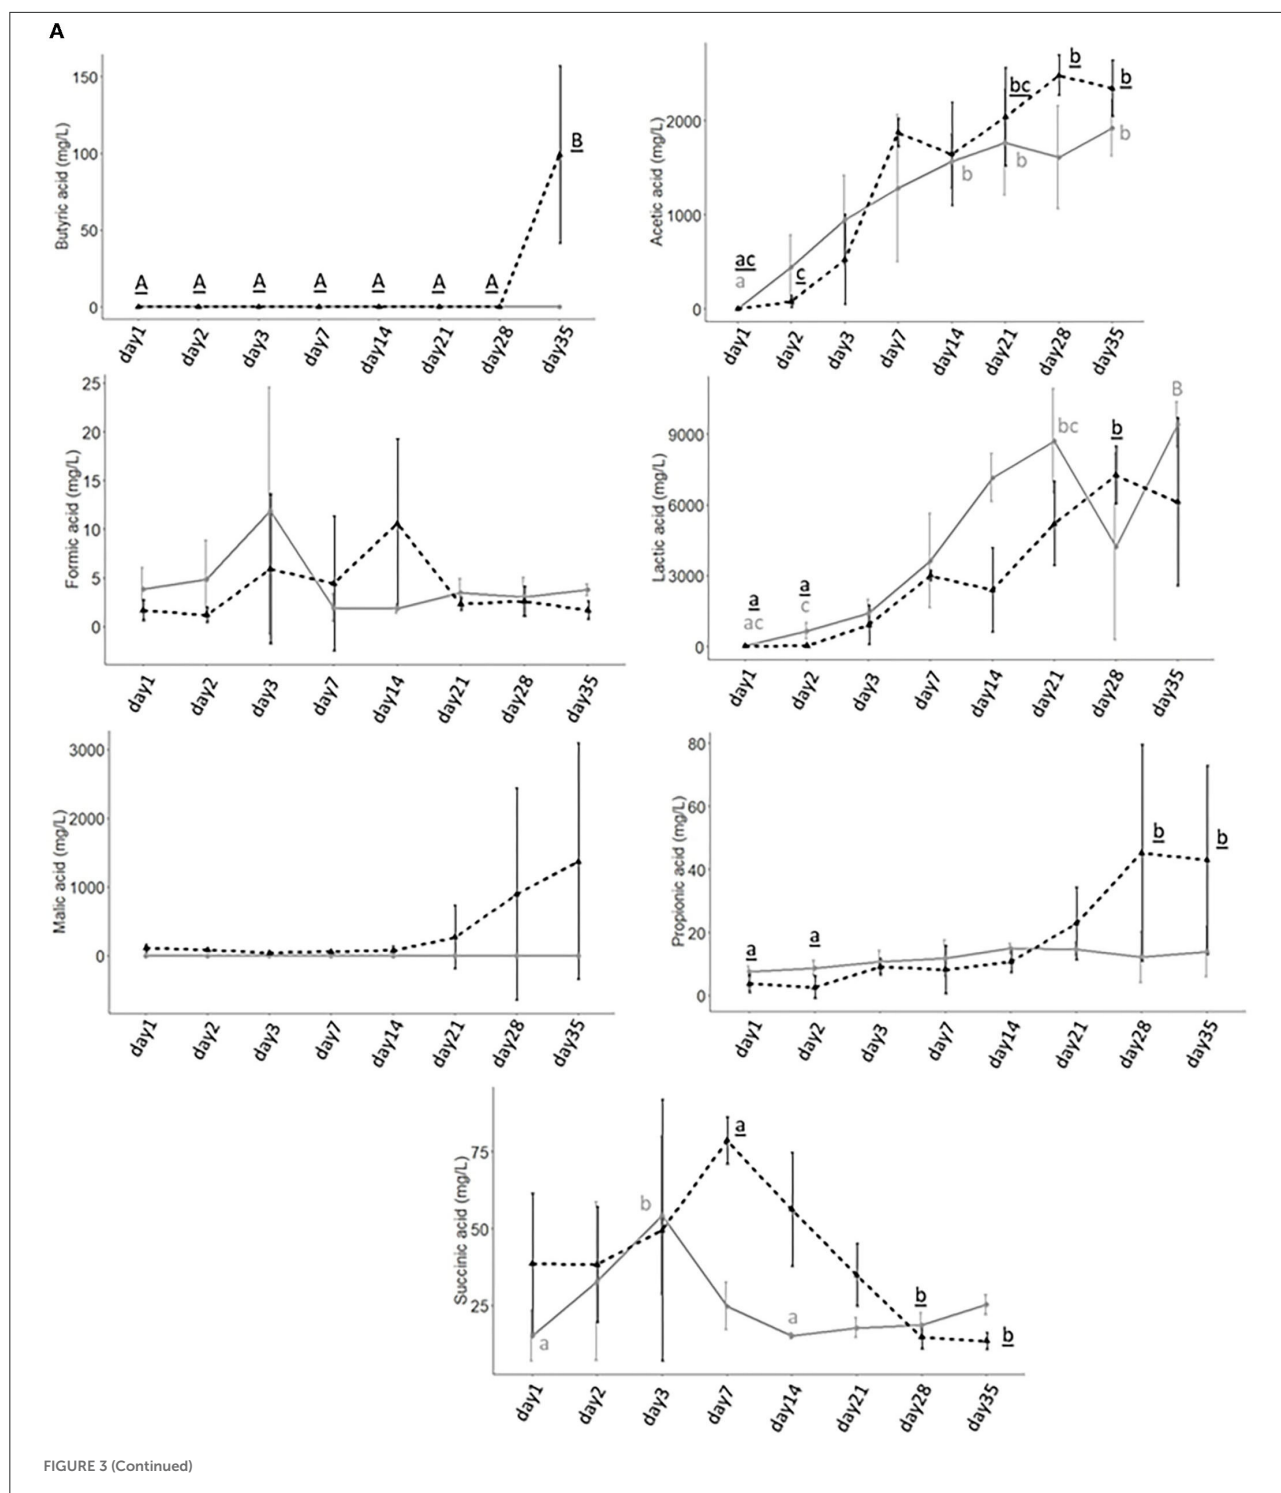 A
Butyric acid (mg/L)
150
100
50
0
A A A A A A A B
day1 day2 day3 day7 day14 day21 day28 day35
Acetic acid (mg/L)
2000
1000
0
ac
a
c
b
bc
b
b
b
b
day1 day2 day3 day7 day14 day21 day28 day35
Formic acid (mg/L)
25
20
15
10
5
0
day1 day2 day3 day7 day14 day21 day28 day35
Lactic acid (mg/L)
9000
6000
3000
0
a
ac
a
c
bc
b
B
day1 day2 day3 day7 day14 day21 day28 day35
Malic acid (mg/L)
3000
2000
1000
0
day1 day2 day3 day7 day14 day21 day28 day35
Propionic acid (mg/L)
80
60
40
20
0
a
a
b
b
day1 day2 day3 day7 day14 day21 day28 day35
Succinic acid (mg/L)
75
50
25
a
b
a
a
b
b
day1 day2 day3 day7 day14 day21 day28 day35
FIGURE 3 (Continued)